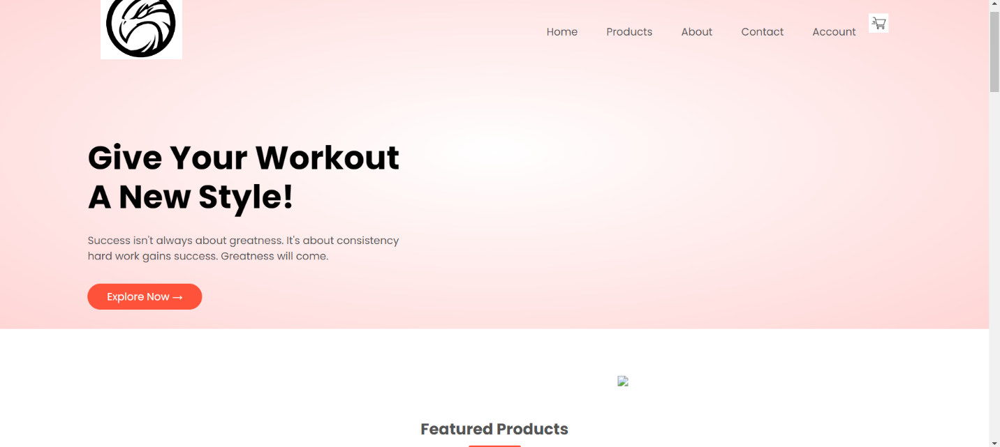 Home Products About Contact Account
Give Your Workout
A New Style!
Success isn't always about greatness. It's about consistency
hard work gains success. Greatness will come.
Explore Now →
Featured Products